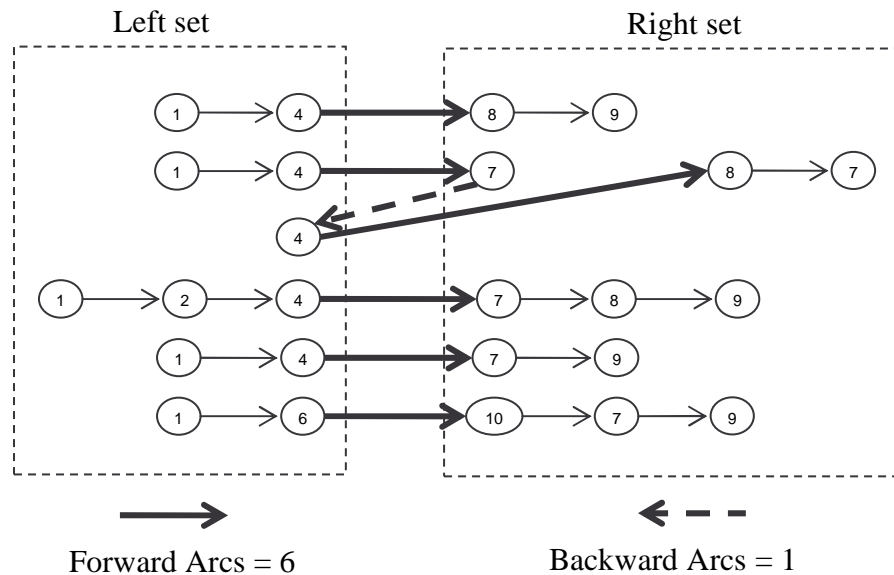 Left set Right set
1 4 8 9
1 4 7 8 7
4
1 2 4 7 8 9
1 4 7 9
1 6 10 7 9
Forward Arcs = 6 Backward Arcs = 1